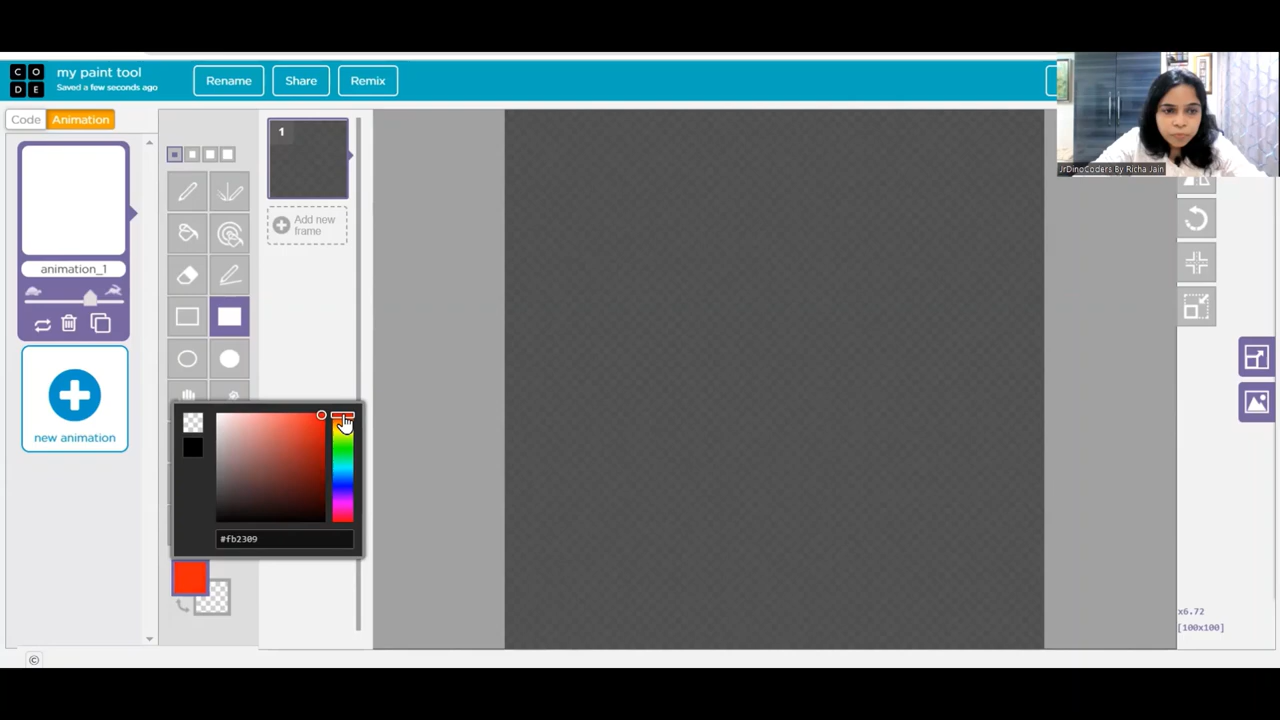 C O
D E
my paint tool
Saved a few seconds ago
Rename
Share
Remix
JrDinoCoders By Richa Jain
Code
Animation
1
Add new
frame
animation_1
new animation
#fb2309
x6.72
[100x100]
©